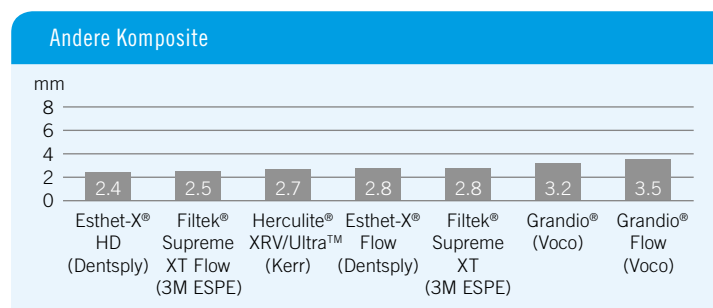 Andere Komposite
mm
8
6
4
2
0
2.4 2.5 2.7 2.8 2.8 3.2 3.5
Esthet-X® HD (Dentsply)
Filtek® Supreme XT Flow (3M ESPE)
Herculite® XRV/Ultra™ (Kerr)
Esthet-X® Flow (Dentsply)
Filtek® Supreme XT (3M ESPE)
Grandio® (Voco)
Grandio® Flow (Voco)